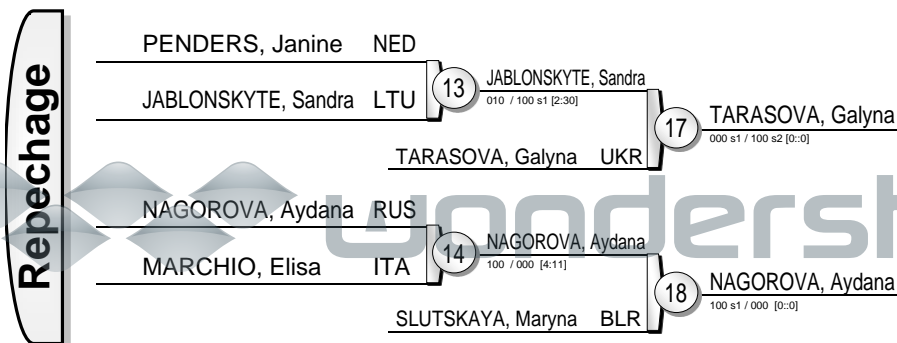 Repechage
PENDERS, Janine NED
JABLONSKYTE, Sandra LTU
13
JABLONSKYTE, Sandra
010 / 100 s1 [2:30]
TARASOVA, Galyna UKR
17
TARASOVA, Galyna
000 s1 / 100 s2 [0::0]
NAGOROVA, Aydana RUS
MARCHIO, Elisa ITA
14
NAGOROVA, Aydana
100 / 000 [4:11]
SLUTSKAYA, Maryna BLR
18
NAGOROVA, Aydana
100 s1 / 000 [0::0]
wondersh